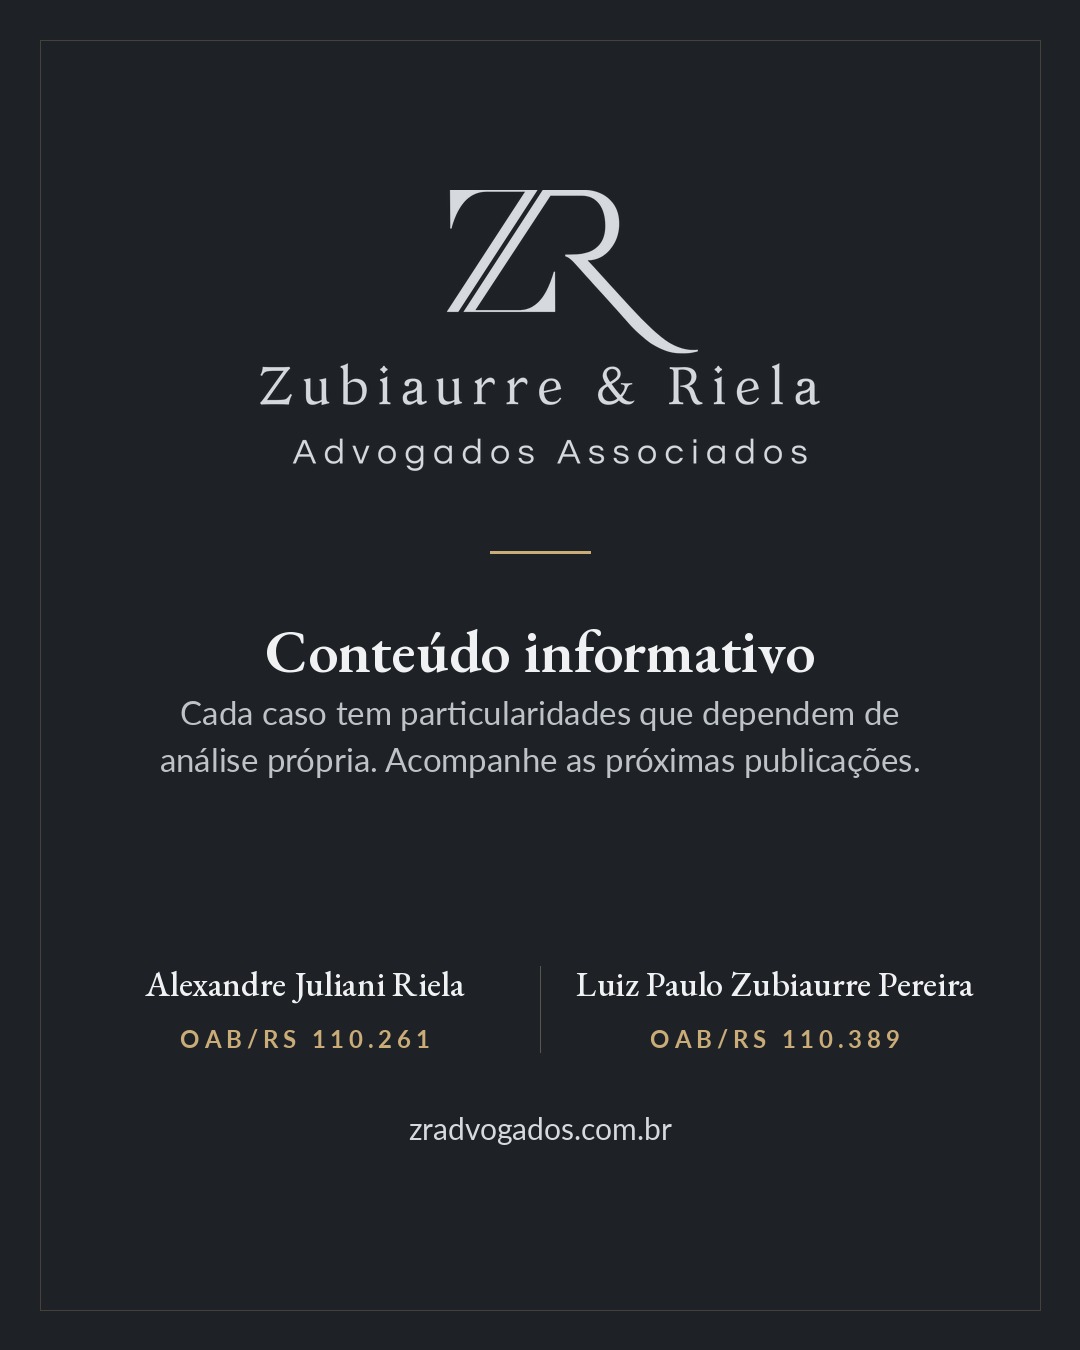 ZR
Zubiaurre & Riela
Advogados Associados
Conteúdo informativo
Cada caso tem particularidades que dependem de
análise própria. Acompanhe as próximas publicações.
Alexandre Juliani Riela
OAB/RS 110.261
Luiz Paulo Zubiaurre Pereira
OAB/RS 110.389
zradvogados.com.br